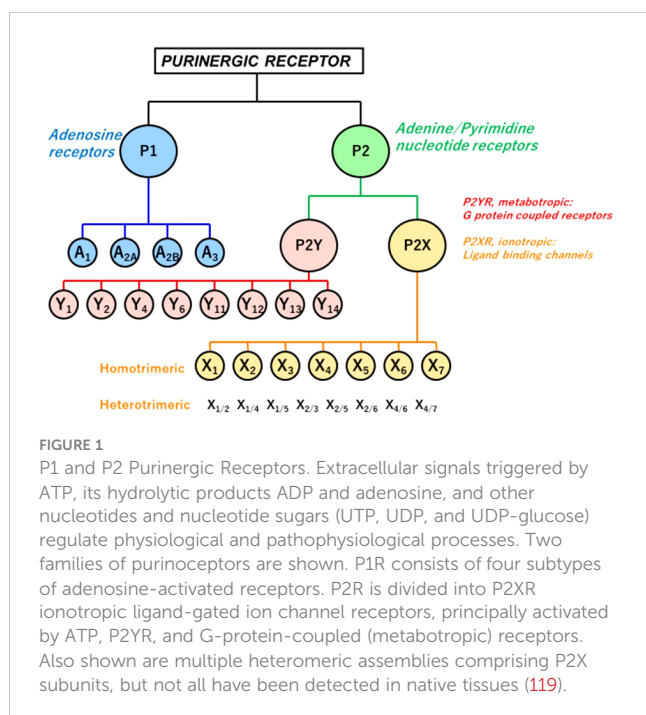 PURINERGIC RECEPTOR
Adenosine
receptors
P1
P2
Adenine/Pyrimidine
nucleotide receptors
P2YR, metabotropic:
G protein coupled receptors
P2Y
P2X
P2XR, ionotropic:
Ligand binding channels
A1 A2A A2B A3
Y1 Y2 Y4 Y6 Y11 Y12 Y13 Y14
Homotrimeric X1 X2 X3 X4 X5 X6 X7
Heterotrimeric X1/2 X1/4 X1/5 X2/3 X2/5 X2/6 X4/6 X4/7
FIGURE 1
P1 and P2 Purinergic Receptors. Extracellular signals triggered by
ATP, its hydrolytic products ADP and adenosine, and other
nucleotides and nucleotide sugars (UTP, UDP, and UDP-glucose)
regulate physiological and pathophysiological processes. Two
families of purinoceptors are shown. P1R consists of four subtypes
of adenosine-activated receptors. P2R is divided into P2XR
ionotropic ligand-gated ion channel receptors, principally activated
by ATP, P2YR, and G-protein-coupled (metabotropic) receptors.
Also shown are multiple heteromeric assemblies comprising P2X
subunits, but not all have been detected in native tissues (119).